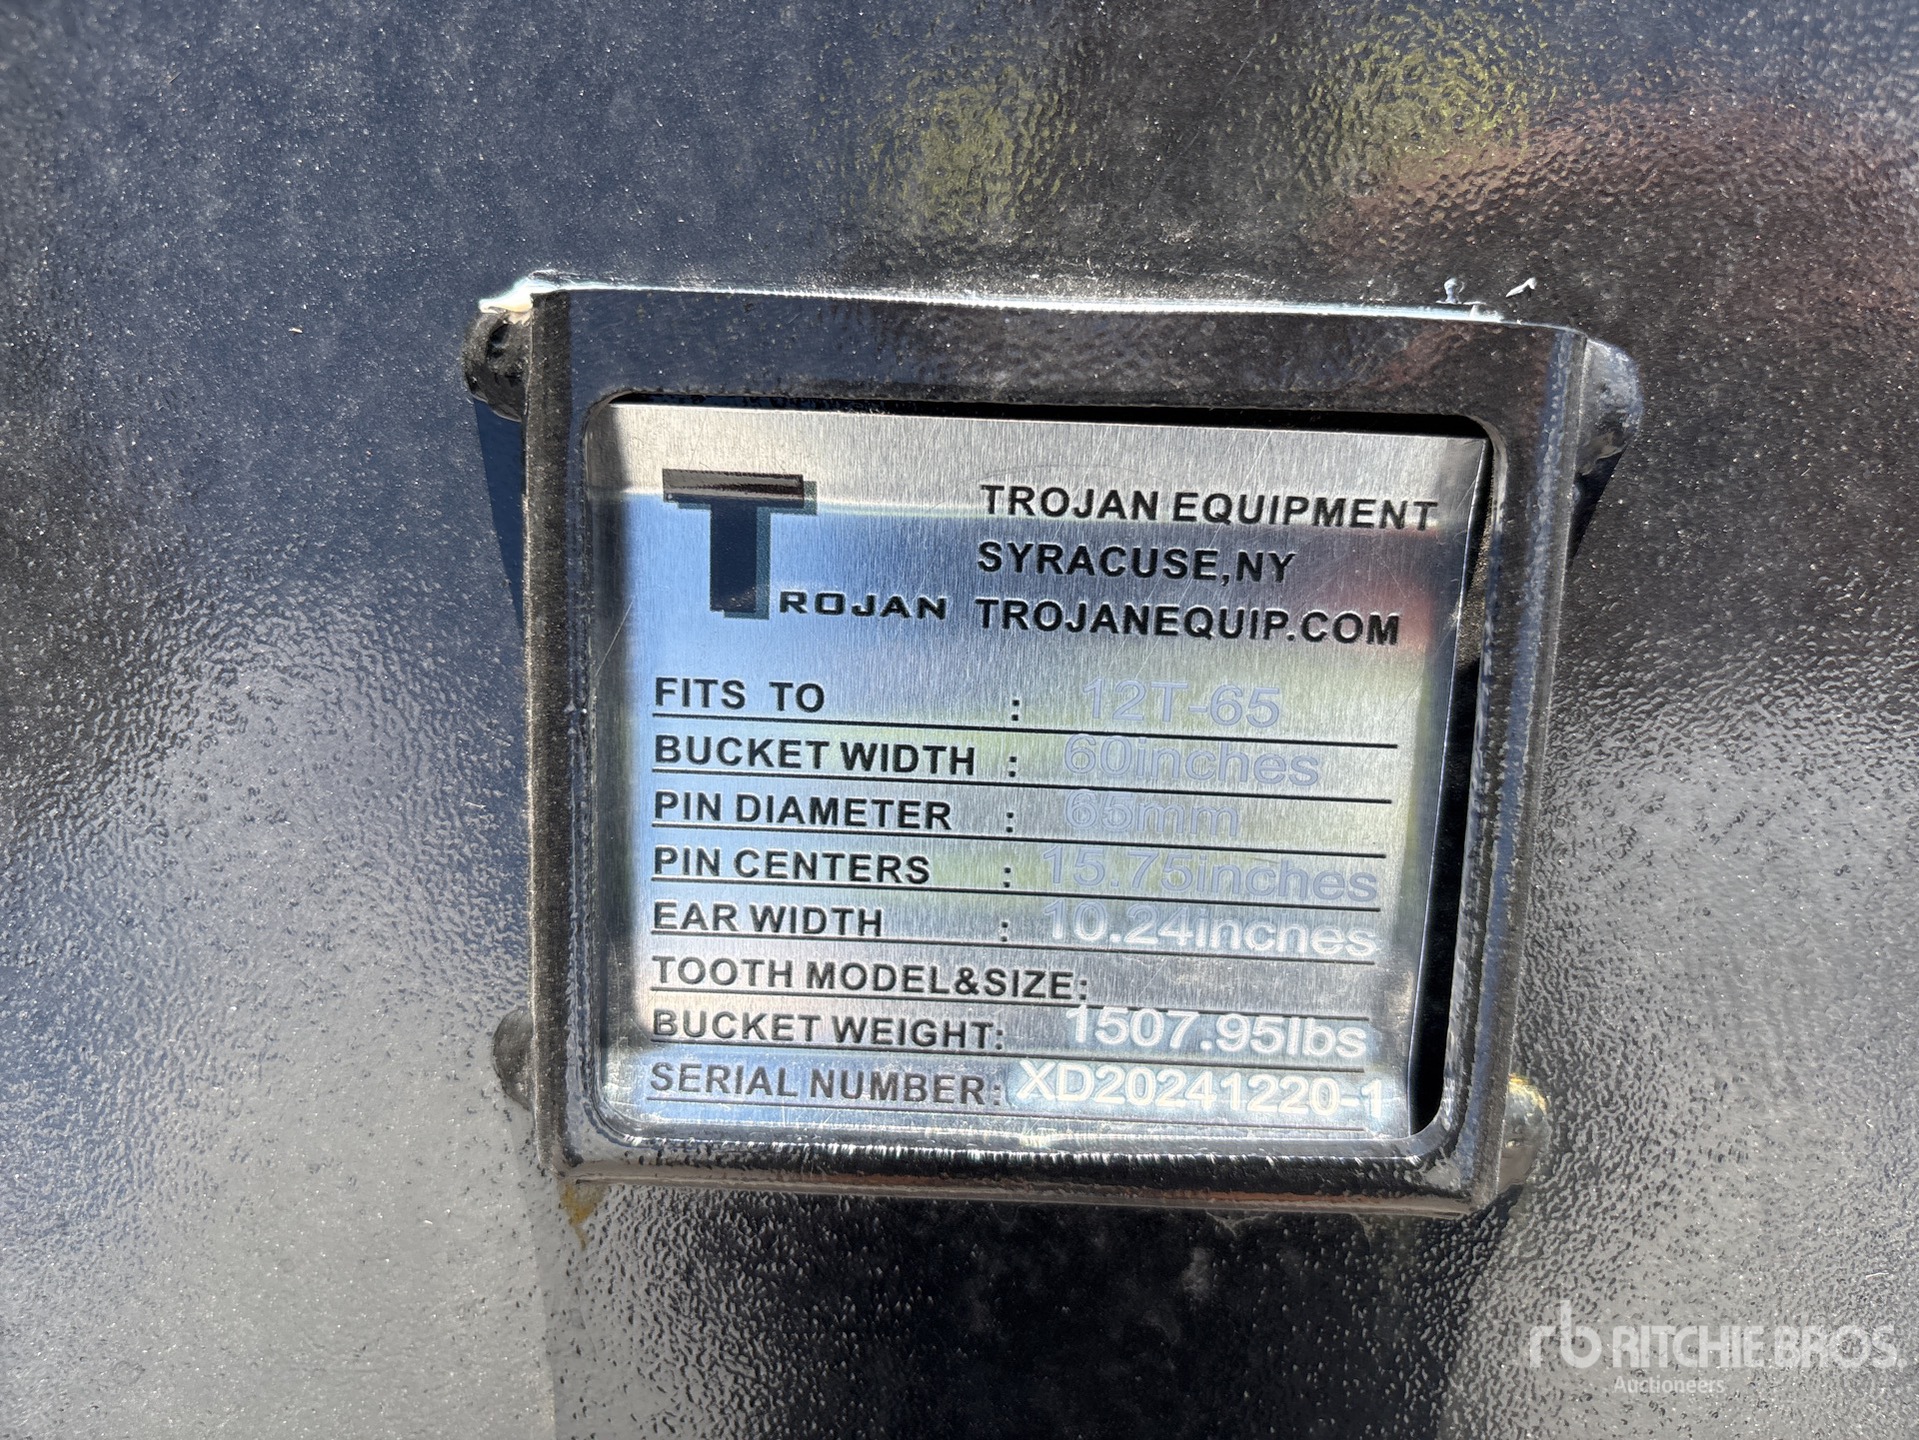 TROJAN
TROJAN EQUIPMENT
SYRACUSE,NY
TROJANEQUIP.COM
FITS TO : 12T-65
BUCKET WIDTH : 60inches
PIN DIAMETER : 65mm
PIN CENTERS : 15.75inches
EAR WIDTH : 10.24inches
TOOTH MODEL&SIZE:
BUCKET WEIGHT: 1507.95lbs
SERIAL NUMBER: XD20241220-1
rb RITCHIE BROS.
Auctioneers